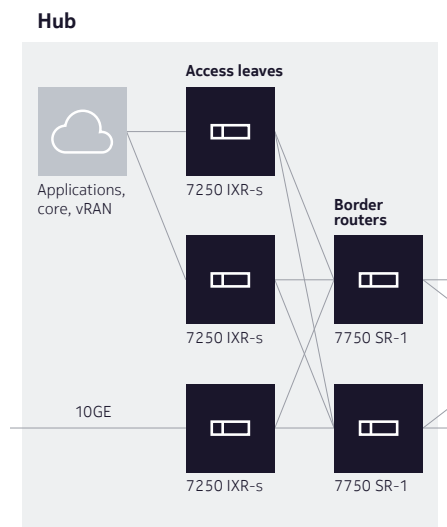 Hub
Access leaves
Applications,
core, vRAN
7250 IXR-s
Border
routers
7250 IXR-s
7750 SR-1
10GE
7250 IXR-s
7750 SR-1